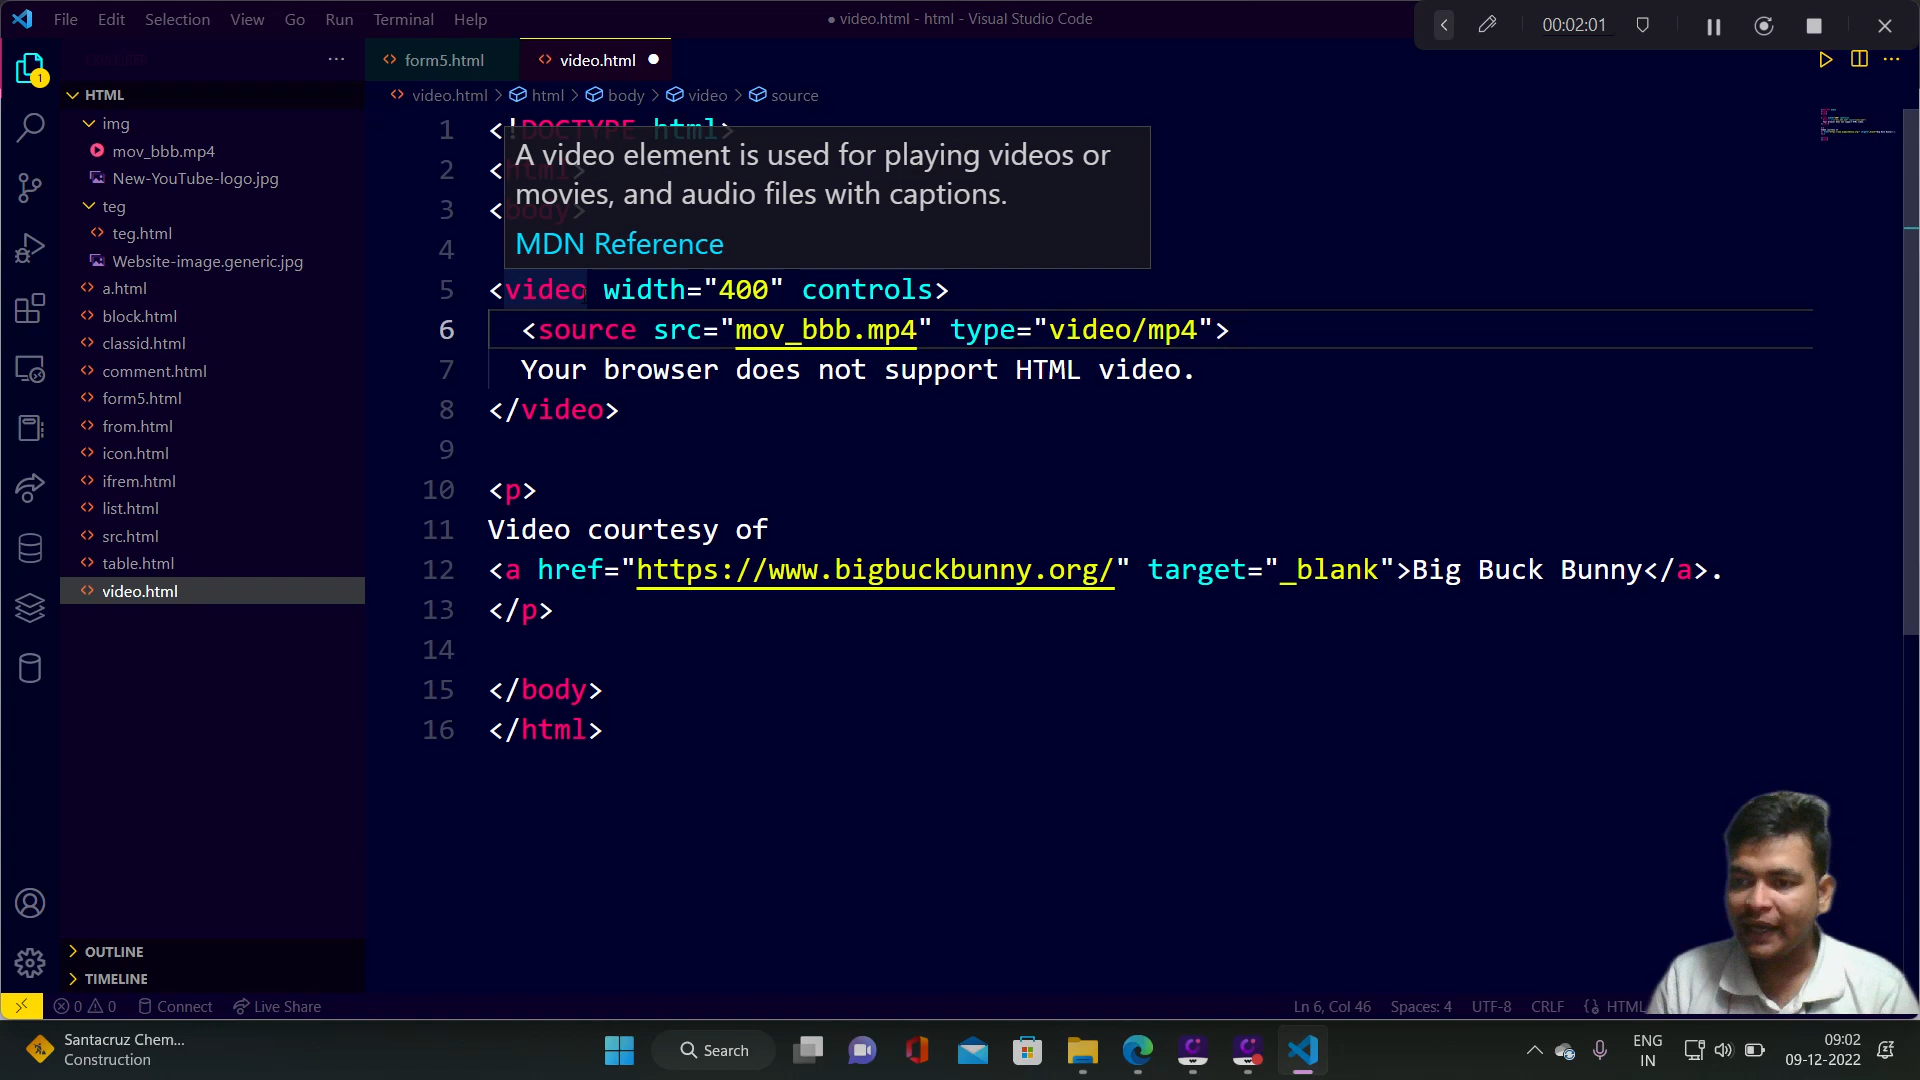 File Edit Selection View Go Run Terminal Help
● video.html - html - Visual Studio Code
00:02:01
form5.html
video.html
1
HTML
video.html > html > body > video > source
img
mov_bbb.mp4
New-YouTube-logo.jpg
teg
teg.html
Website-image.generic.jpg
a.html
block.html
classid.html
comment.html
form5.html
from.html
icon.html
ifrem.html
list.html
src.html
table.html
video.html
OUTLINE
TIMELINE
1 <!DOCTYPE html>
A video element is used for playing videos or
movies, and audio files with captions.
MDN Reference
2 <html>
3 <body>
4
5 <video width="400" controls>
6 <source src="mov_bbb.mp4" type="video/mp4">
7 Your browser does not support HTML video.
8 </video>
9
10 <p>
11 Video courtesy of
12 <a href="https://www.bigbuckbunny.org/" target="_blank">Big Buck Bunny</a>.
13 </p>
14
15 </body>
16 </html>
0 0 Connect Live Share
Ln 6, Col 46 Spaces: 4 UTF-8 CRLF {} HTML
Santacruz Chem...
Construction
Search
ENG
IN
09:02
09-12-2022